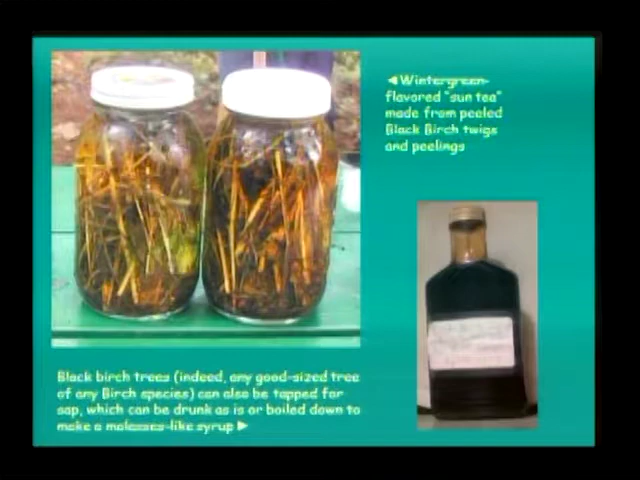 ◄Wintergreen-
flavored "sun tea"
made from peeled
Black Birch twigs
and peelings
Black birch trees (indeed, any good-sized tree
of any Birch species) can also be tapped for
sap, which can be drunk as is or boiled down to
make a molasses-like syrup ►